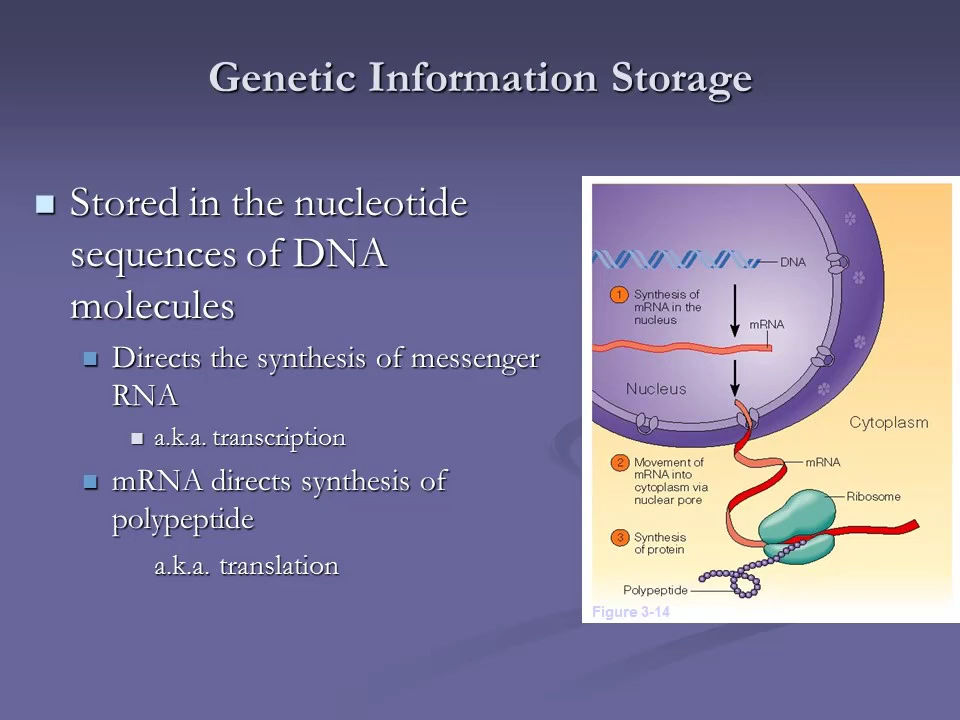 Genetic Information Storage
Stored in the nucleotide
sequences of DNA
molecules
Directs the synthesis of messenger
RNA
a.k.a. transcription
mRNA directs synthesis of
polypeptide
a.k.a. translation
DNA
1 Synthesis of
mRNA in the
nucleus
mRNA
Nucleus
Cytoplasm
2 Movement of
mRNA into
cytoplasm via
nuclear pore
mRNA
Ribosome
3 Synthesis
of protein
Polypeptide
Figure 3-14